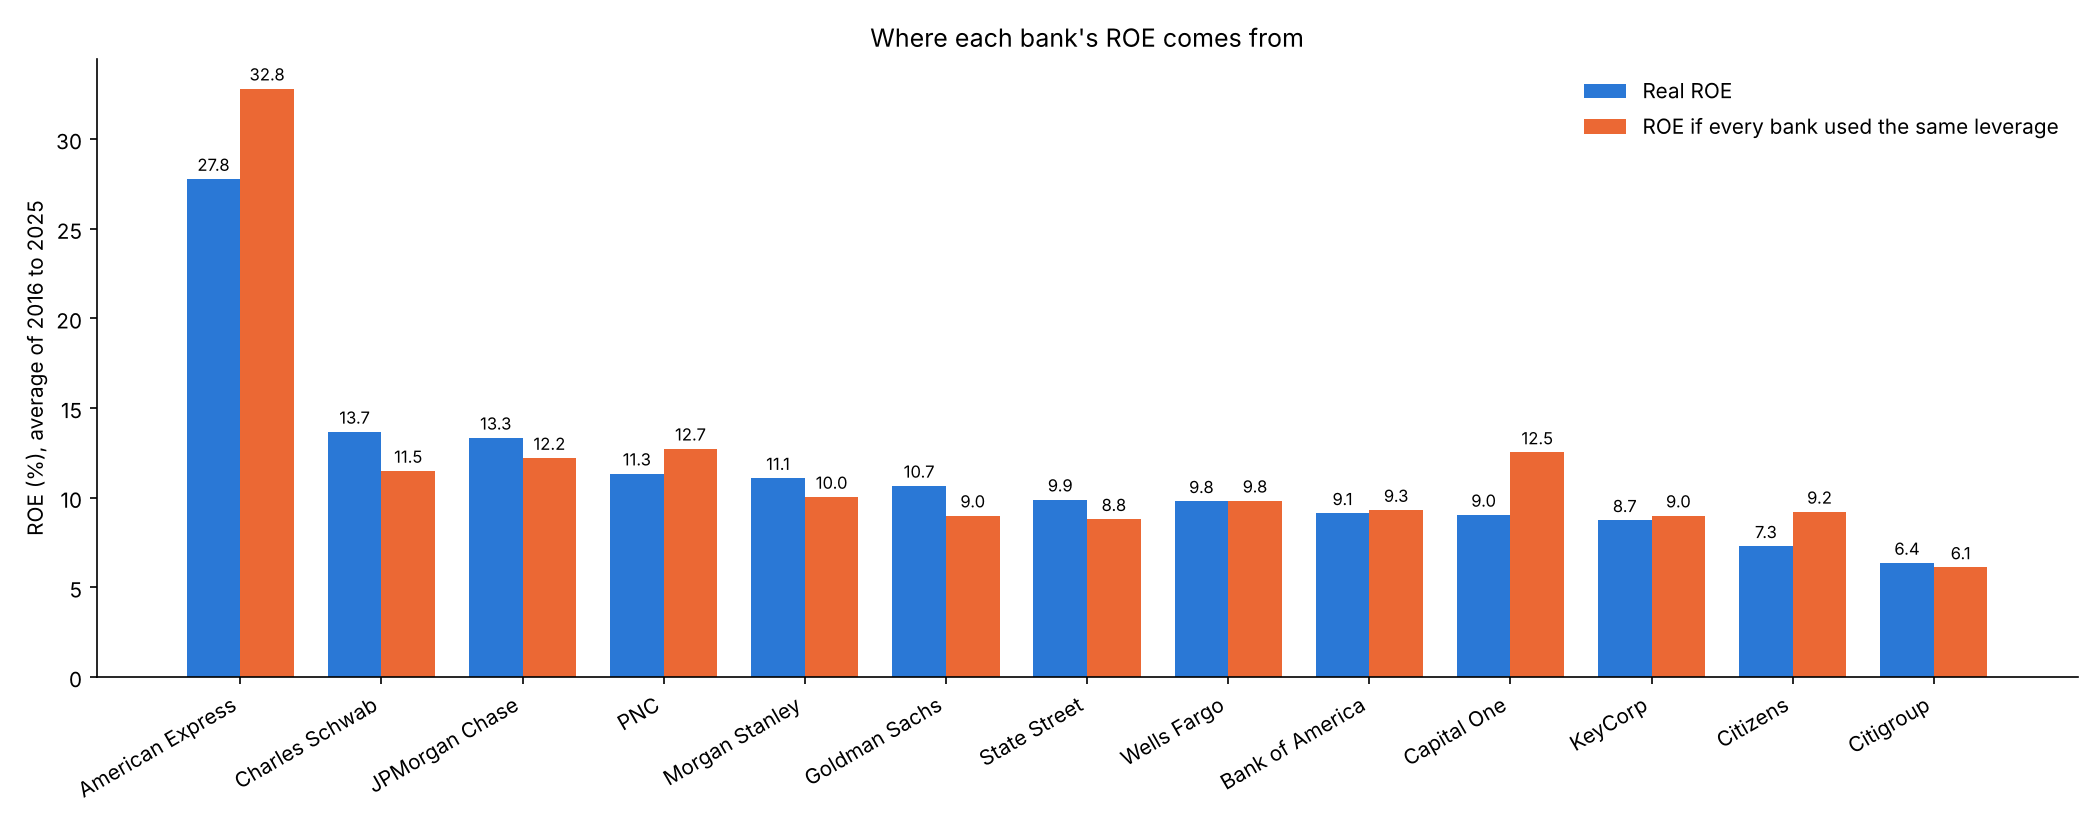 Where each bank's ROE comes from
Real ROE
ROE if every bank used the same leverage
ROE (%), average of 2016 to 2025
30
25
20
15
10
5
0
27.8
32.8
13.7
11.5
13.3
12.2
11.3
12.7
11.1
10.0
10.7
9.0
9.9
8.8
9.8
9.8
9.1
9.3
9.0
12.5
8.7
9.0
7.3
9.2
6.4
6.1
American Express
Charles Schwab
JPMorgan Chase
PNC
Morgan Stanley
Goldman Sachs
State Street
Wells Fargo
Bank of America
Capital One
KeyCorp
Citizens
Citigroup